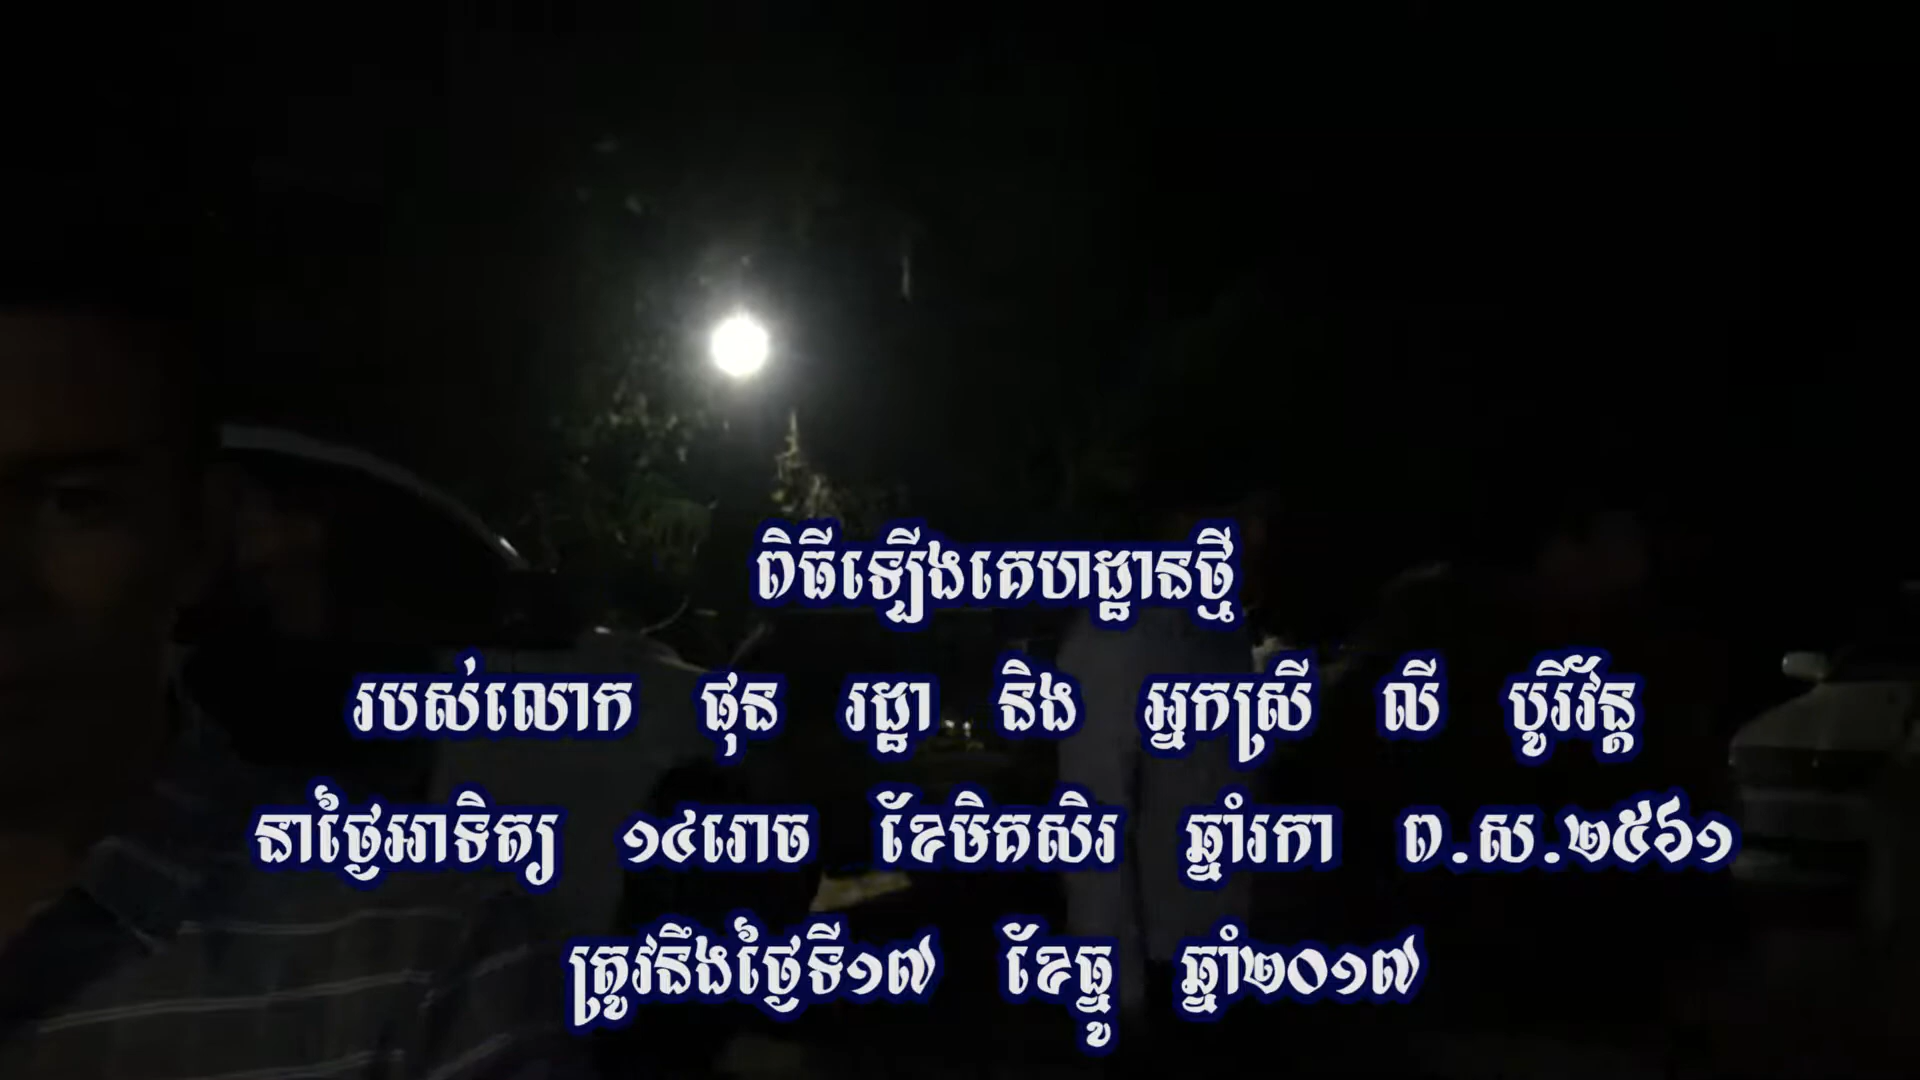 ពិធីឡើងគេហដ្ឋានថ្មី
របស់លោក ផុន រដ្ឋា និង អ្នកស្រី លី បូរីវ័ន្ត
នាថ្ងៃអាទិត្យ ១៤រោច ខែមិគសិរ ឆ្នាំរកា ព.ស.២៥៦១
ត្រូវនឹងថ្ងៃទី១៧ ខែធ្នូ ឆ្នាំ២០១៧